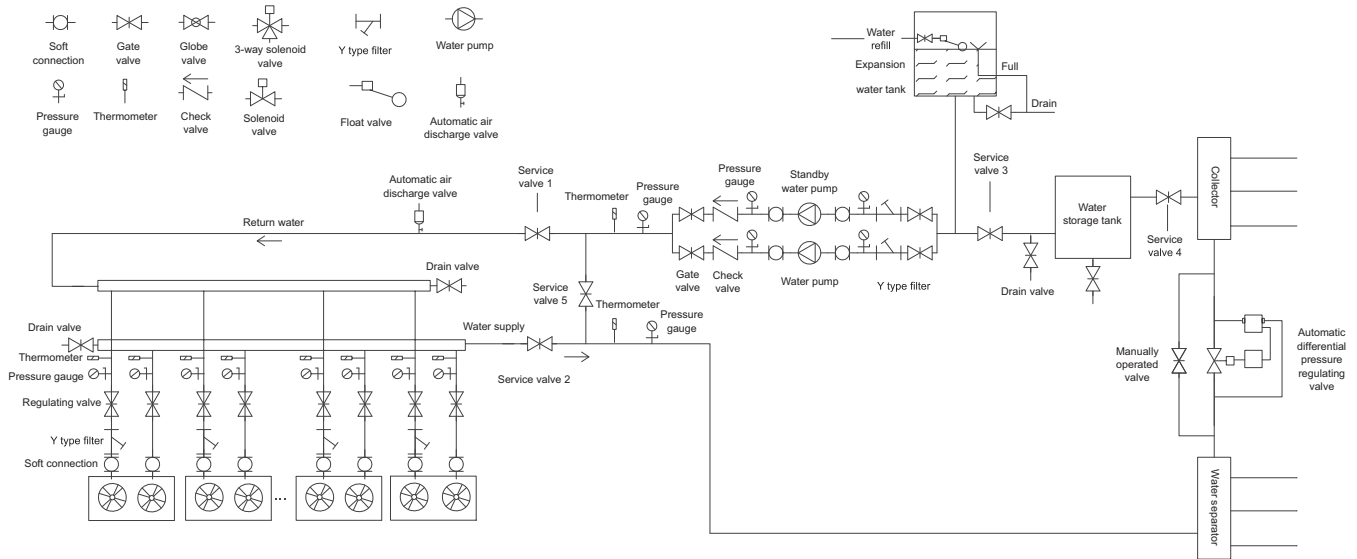 Soft
connection
Gate
valve
Globe
valve
3-way solenoid
valve
Y type filter
Water pump
Pressure
gauge
Thermometer
Check
valve
Solenoid
valve
Float valve
Automatic air
discharge valve
Water
refill
Expansion
water tank
Full
Drain
Return water
Automatic air
discharge valve
Service
valve 1
Thermometer
Pressure
gauge
Pressure
gauge
Standby
water pump
Service
valve 3
Water
storage tank
Service
valve 4
Collector
Gate
valve
Check
valve
Water pump
Y type filter
Drain valve
Drain valve
Service
valve 5
Thermometer
Pressure
gauge
Drain valve
Water supply
Service valve 2
Thermometer
Pressure gauge
Regulating valve
Y type filter
Soft connection
...
Manually
operated
valve
Automatic
differential
pressure
regulating
valve
Water separator